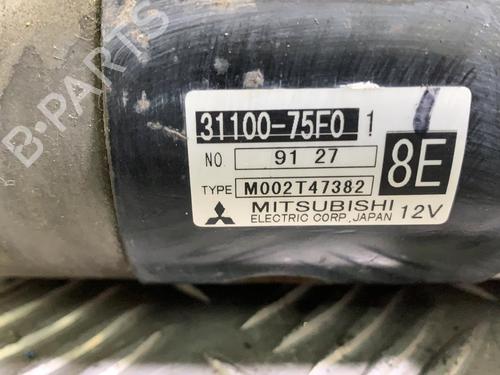 B-PARTS
31100-75F0 1
NO. 91 27
8E
TYPE M002T47382
MITSUBISHI
ELECTRIC CORP. JAPAN 12V